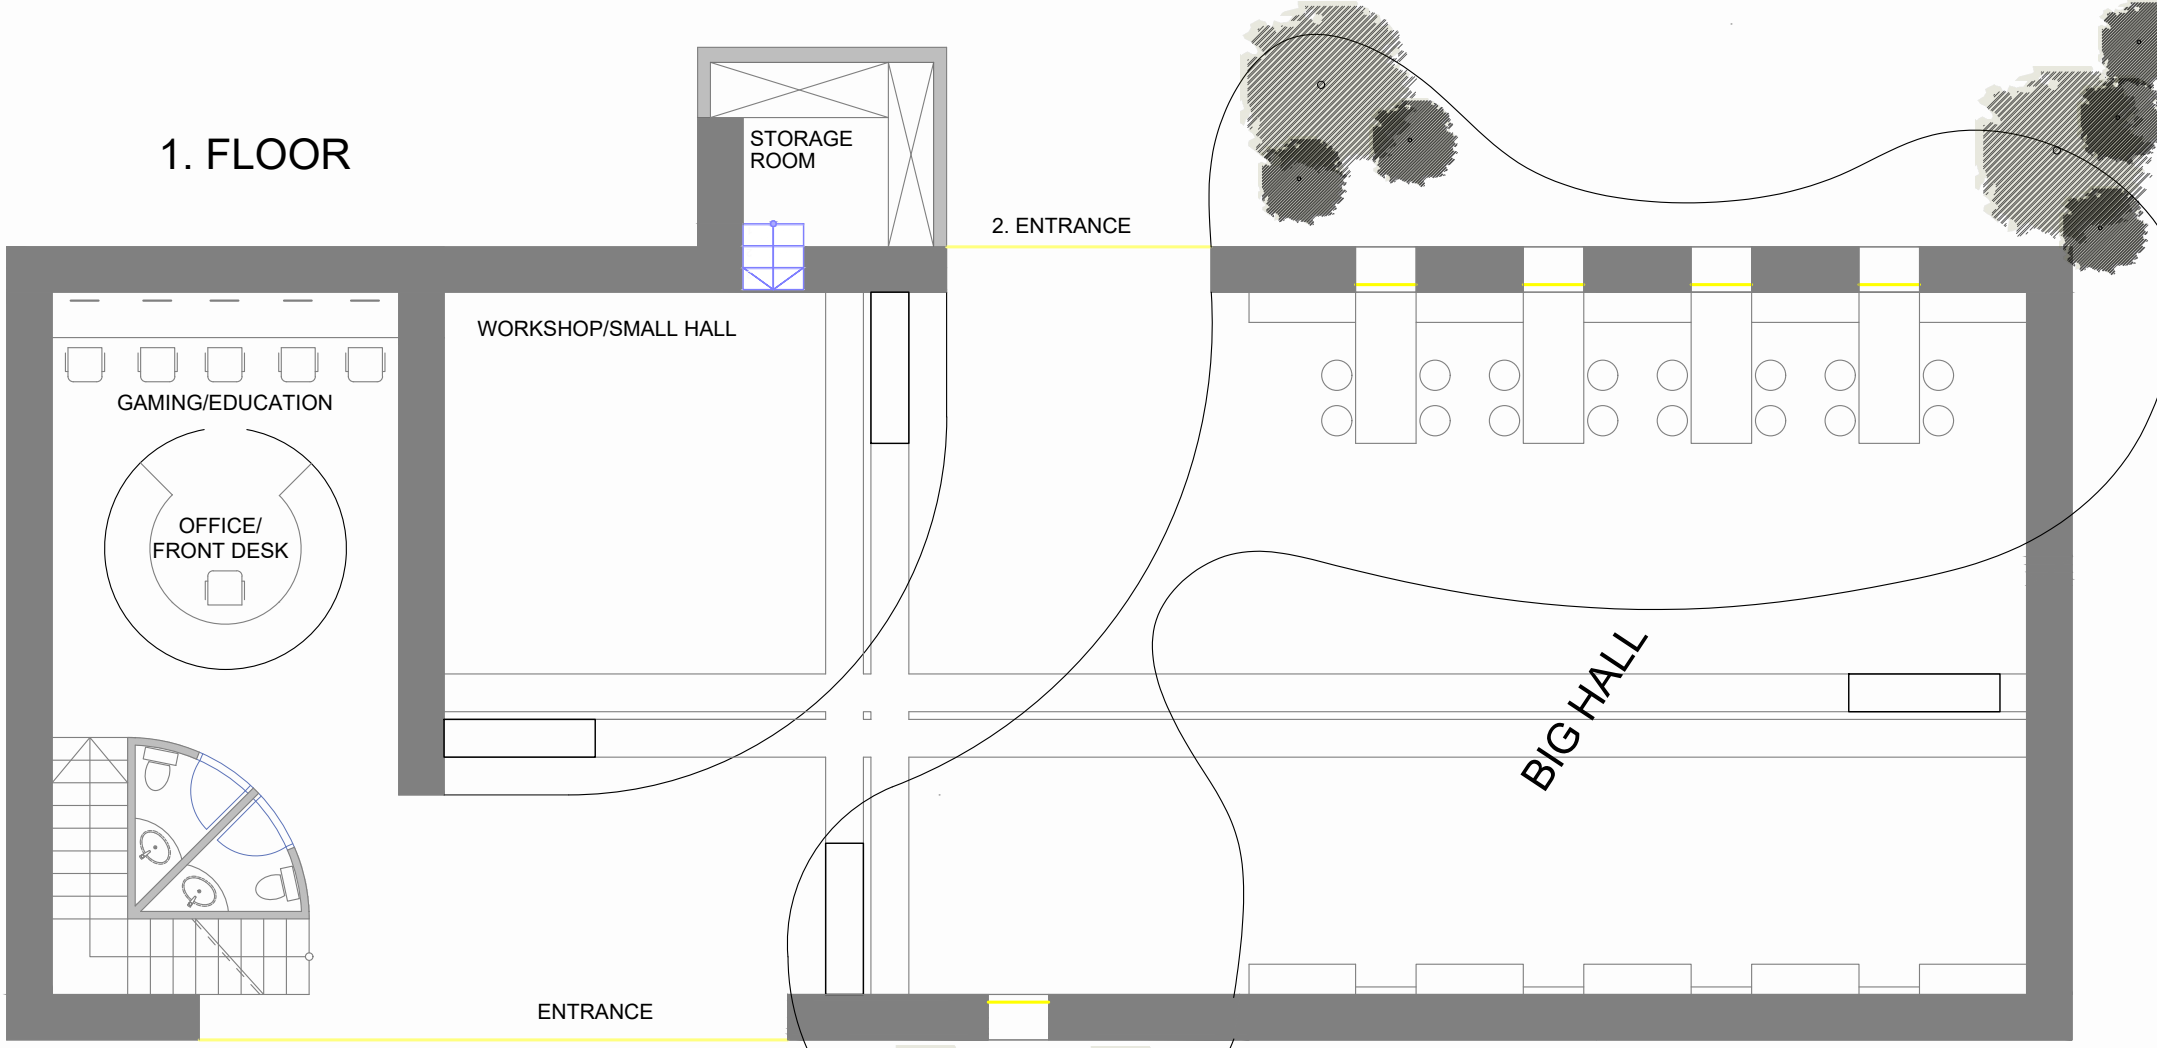 1. FLOOR
STORAGE
ROOM
2. ENTRANCE
WORKSHOP/SMALL HALL
GAMING/EDUCATION
OFFICE/
FRONT DESK
BIG HALL
ENTRANCE